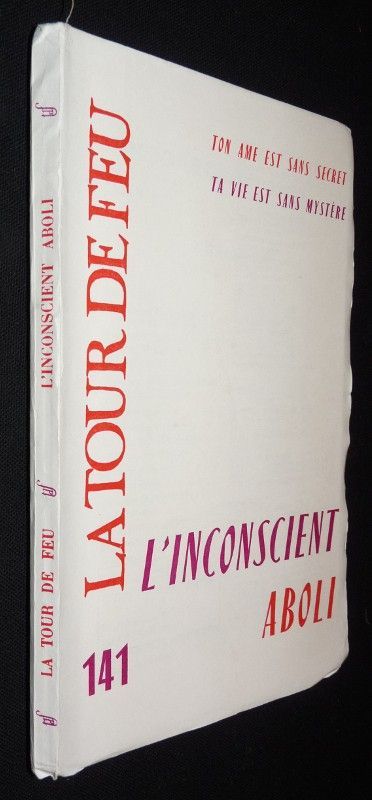 LA TOUR DE FEU
L'INCONSCIENT ABOLI
LA TOUR DE FEU
TON AME EST SANS SECRET
TA VIE EST SANS MYSTÈRE
L'INCONSCIENT
ABOLI
141